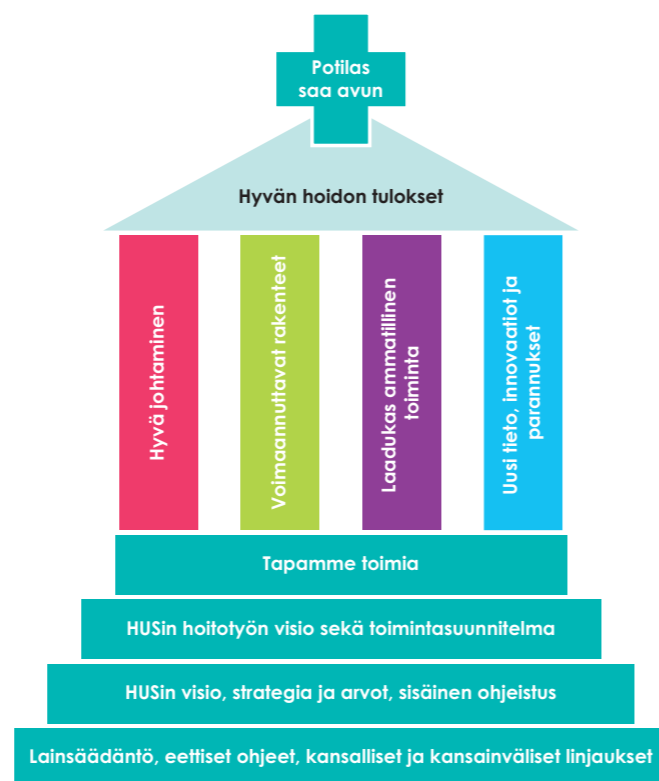 Potilas
saa avun
Hyvän hoidon tulokset
Hyvä johtaminen
Voimaannuttavat rakenteet
Laadukas ammatillinen
toiminta
Uusi tieto, innovaatiot ja
parannukset
Tapamme toimia
HUSin hoitotyön visio sekä toimintasuunnitelma
HUSin visio, strategia ja arvot, sisäinen ohjeistus
Lainsäädäntö, eettiset ohjeet, kansalliset ja kansainväliset linjaukset